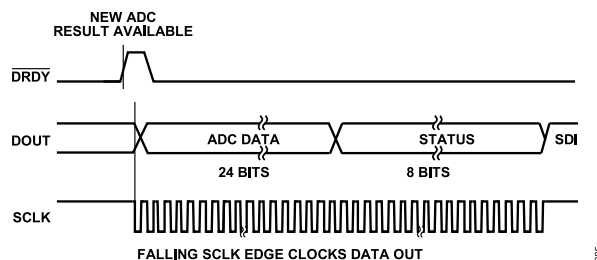 NEW ADC
RESULT AVAILABLE
DRDY
DOUT
ADC DATA
STATUS
SDI
24 BITS
8 BITS
SCLK
FALLING SCLK EDGE CLOCKS DATA OUT